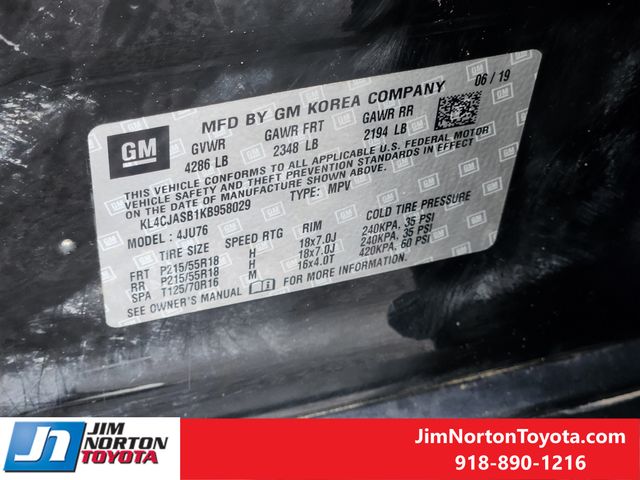 GM
MFD BY GM KOREA COMPANY
06 / 19
GVWR GAWR FRT GAWR RR
4286 LB 2348 LB 2194 LB
THIS VEHICLE CONFORMS TO ALL APPLICABLE U.S. FEDERAL MOTOR
VEHICLE SAFETY AND THEFT PREVENTION STANDARDS IN EFFECT
ON THE DATE OF MANUFACTURE SHOWN ABOVE.
KL4CJASB1KB958029 TYPE: MPV
MODEL : 4JU76
TIRE SIZE SPEED RTG RIM COLD TIRE PRESSURE
FRT P215/55R18 H 18x7.0J 240KPA, 35 PSI
RR P215/55R18 H 18x7.0J 240KPA, 35 PSI
SPA T125/70R16 M 16x4.0T 420KPA, 60 PSI
SEE OWNER'S MANUAL FOR MORE INFORMATION.
JN JIM NORTON TOYOTA
JimNortonToyota.com
918-890-1216